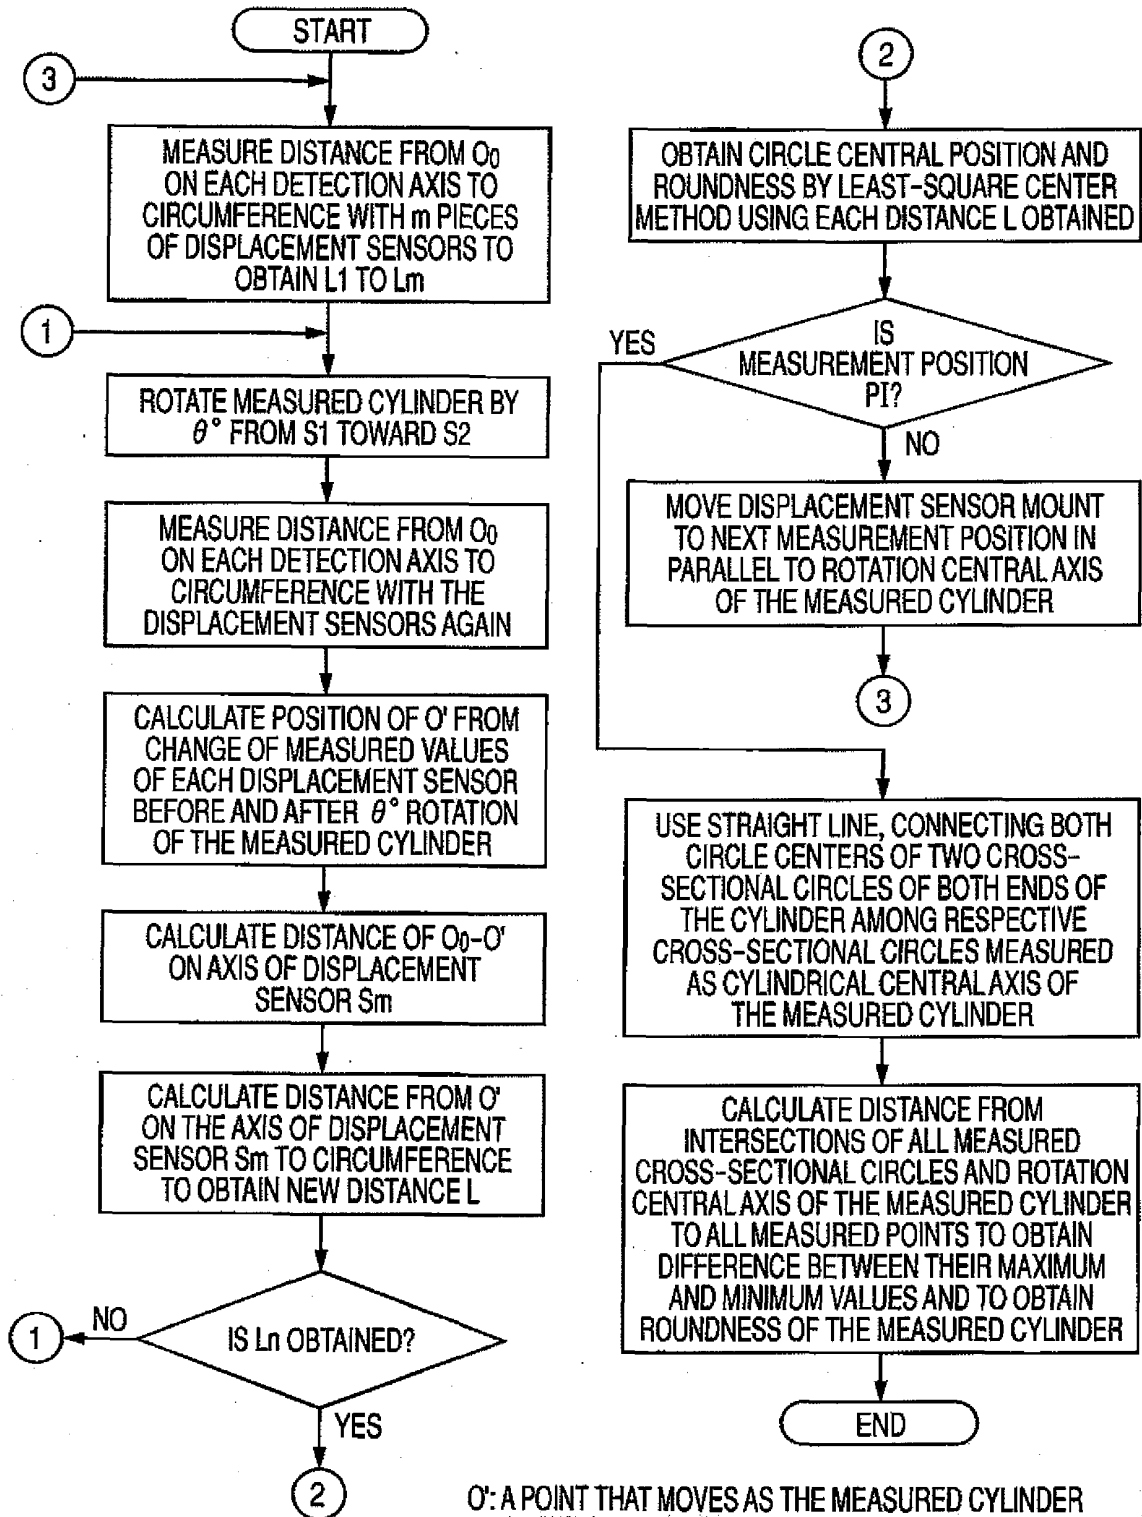 START
3
MEASURE DISTANCE FROM O0
ON EACH DETECTION AXIS TO
CIRCUMFERENCE WITH m PIECES
OF DISPLACEMENT SENSORS TO
OBTAIN L1 TO Lm
1
ROTATE MEASURED CYLINDER BY
θ° FROM S1 TOWARD S2
MEASURE DISTANCE FROM O0
ON EACH DETECTION AXIS TO
CIRCUMFERENCE WITH THE
DISPLACEMENT SENSORS AGAIN
CALCULATE POSITION OF O' FROM
CHANGE OF MEASURED VALUES
OF EACH DISPLACEMENT SENSOR
BEFORE AND AFTER θ° ROTATION
OF THE MEASURED CYLINDER
CALCULATE DISTANCE OF O0-O'
ON AXIS OF DISPLACEMENT
SENSOR Sm
CALCULATE DISTANCE FROM O'
ON THE AXIS OF DISPLACEMENT
SENSOR Sm TO CIRCUMFERENCE
TO OBTAIN NEW DISTANCE L
IS Ln OBTAINED?
NO
1
YES
2
2
OBTAIN CIRCLE CENTRAL POSITION AND
ROUNDNESS BY LEAST-SQUARE CENTER
METHOD USING EACH DISTANCE L OBTAINED
IS
MEASUREMENT POSITION
PI?
YES
NO
MOVE DISPLACEMENT SENSOR MOUNT
TO NEXT MEASUREMENT POSITION IN
PARALLEL TO ROTATION CENTRAL AXIS
OF THE MEASURED CYLINDER
3
USE STRAIGHT LINE, CONNECTING BOTH
CIRCLE CENTERS OF TWO CROSS-
SECTIONAL CIRCLES OF BOTH ENDS OF
THE CYLINDER AMONG RESPECTIVE
CROSS-SECTIONAL CIRCLES MEASURED
AS CYLINDRICAL CENTRAL AXIS OF
THE MEASURED CYLINDER
CALCULATE DISTANCE FROM
INTERSECTIONS OF ALL MEASURED
CROSS-SECTIONAL CIRCLES AND ROTATION
CENTRAL AXIS OF THE MEASURED CYLINDER
TO ALL MEASURED POINTS TO OBTAIN
DIFFERENCE BETWEEN THEIR MAXIMUM
AND MINIMUM VALUES AND TO OBTAIN
ROUNDNESS OF THE MEASURED CYLINDER
END
O': A POINT THAT MOVES AS THE MEASURED CYLINDER